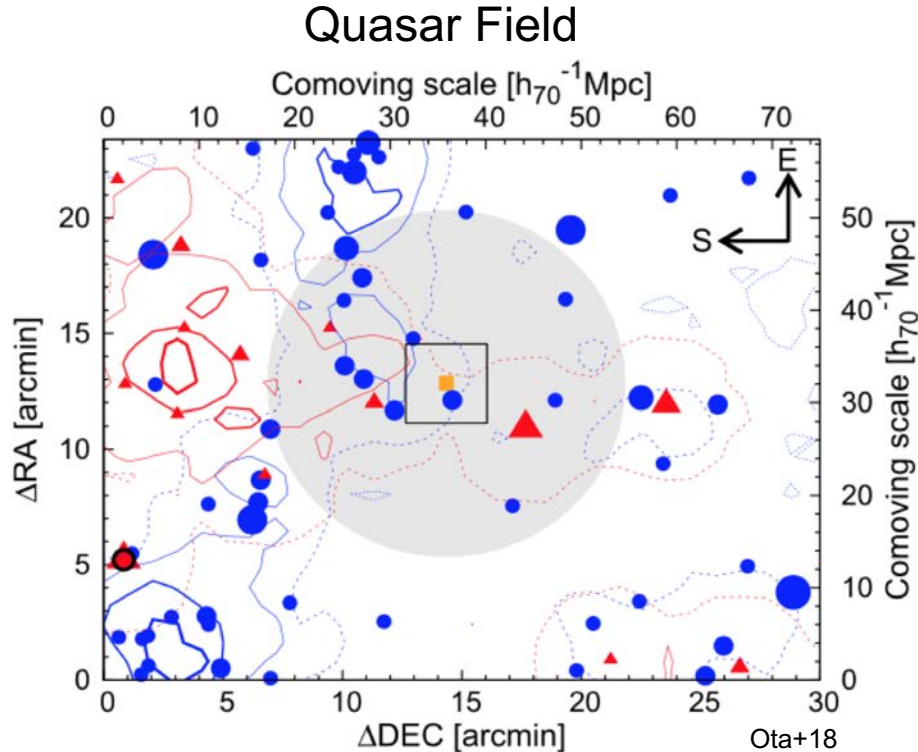 Quasar Field
Comoving scale [h70^-1Mpc]
0 10 20 30 40 50 60 70
E
S
20
15
10
5
0
ΔRA [arcmin]
50
40
30
20
10
0
Comoving scale [h70^-1Mpc]
0 5 10 15 20 25 30
ΔDEC [arcmin]
Ota+18